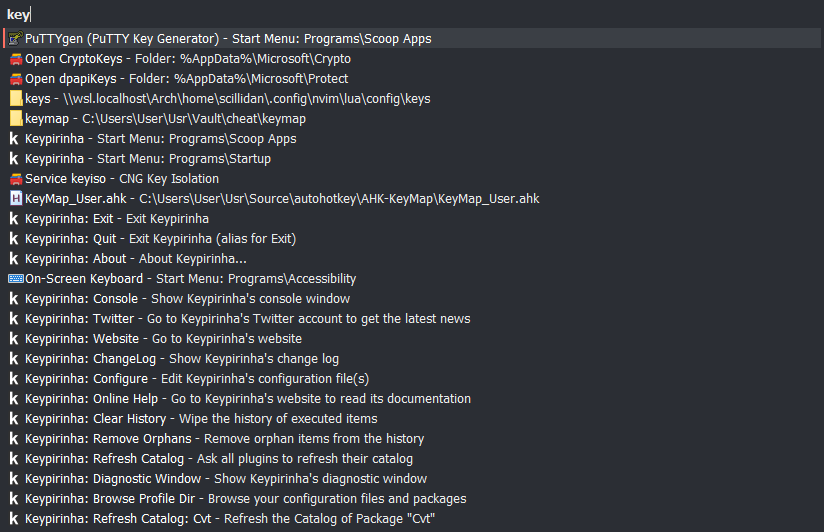 key
PuTTYgen (PuTTY Key Generator) - Start Menu: Programs\Scoop Apps
Open CryptoKeys - Folder: %AppData%\Microsoft\Crypto
Open dpapiKeys - Folder: %AppData%\Microsoft\Protect
keys - \\wsl.localhost\Arch\home\scillidan\.config\nvim\lua\config\keys
keymap - C:\Users\User\Usr\Vault\cheat\keymap
Keypirinha - Start Menu: Programs\Scoop Apps
Keypirinha - Start Menu: Programs\Startup
Service keyiso - CNG Key Isolation
KeyMap_User.ahk - C:\Users\User\Usr\Source\autohotkey\AHK-KeyMap\KeyMap_User.ahk
Keypirinha: Exit - Exit Keypirinha
Keypirinha: Quit - Exit Keypirinha (alias for Exit)
Keypirinha: About - About Keypirinha...
On-Screen Keyboard - Start Menu: Programs\Accessibility
Keypirinha: Console - Show Keypirinha's console window
Keypirinha: Twitter - Go to Keypirinha's Twitter account to get the latest news
Keypirinha: Website - Go to Keypirinha's website
Keypirinha: ChangeLog - Show Keypirinha's change log
Keypirinha: Configure - Edit Keypirinha's configuration file(s)
Keypirinha: Online Help - Go to Keypirinha's website to read its documentation
Keypirinha: Clear History - Wipe the history of executed items
Keypirinha: Remove Orphans - Remove orphan items from the history
Keypirinha: Refresh Catalog - Ask all plugins to refresh their catalog
Keypirinha: Diagnostic Window - Show Keypirinha's diagnostic window
Keypirinha: Browse Profile Dir - Browse your configuration files and packages
Keypirinha: Refresh Catalog: Cvt - Refresh the Catalog of Package "Cvt"